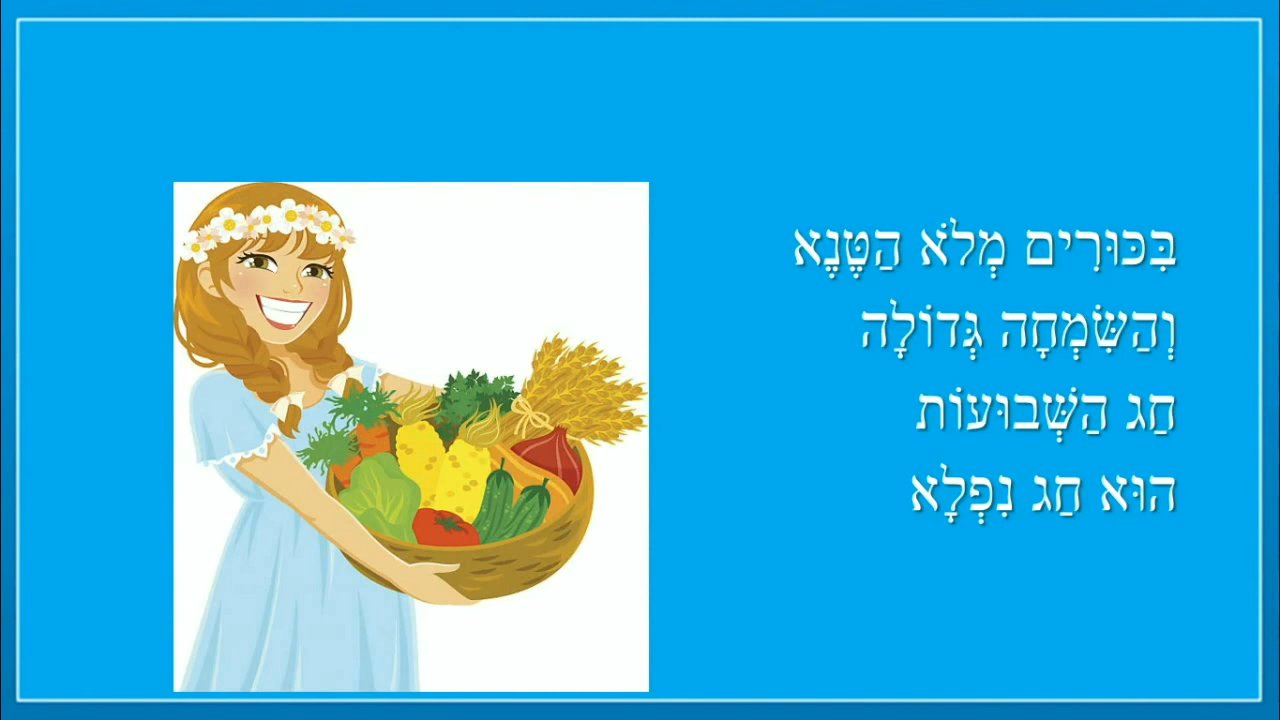 בִּכּוּרִים מְלֹא הַטֶּנֶא
וְהַשִּׂמְחָה גְּדוֹלָה
חַג הַשְּׁבוּעוֹת
הוּא חַג נִפְלָא